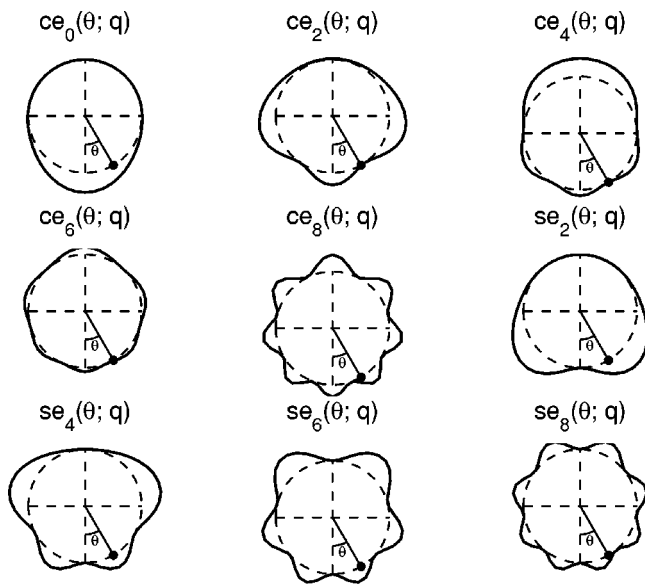 ce₀(θ; q) ce₂(θ; q) ce₄(θ; q)
θ θ θ
ce₆(θ; q) ce₈(θ; q) se₂(θ; q)
θ θ θ
se₄(θ; q) se₆(θ; q) se₈(θ; q)
θ θ θ